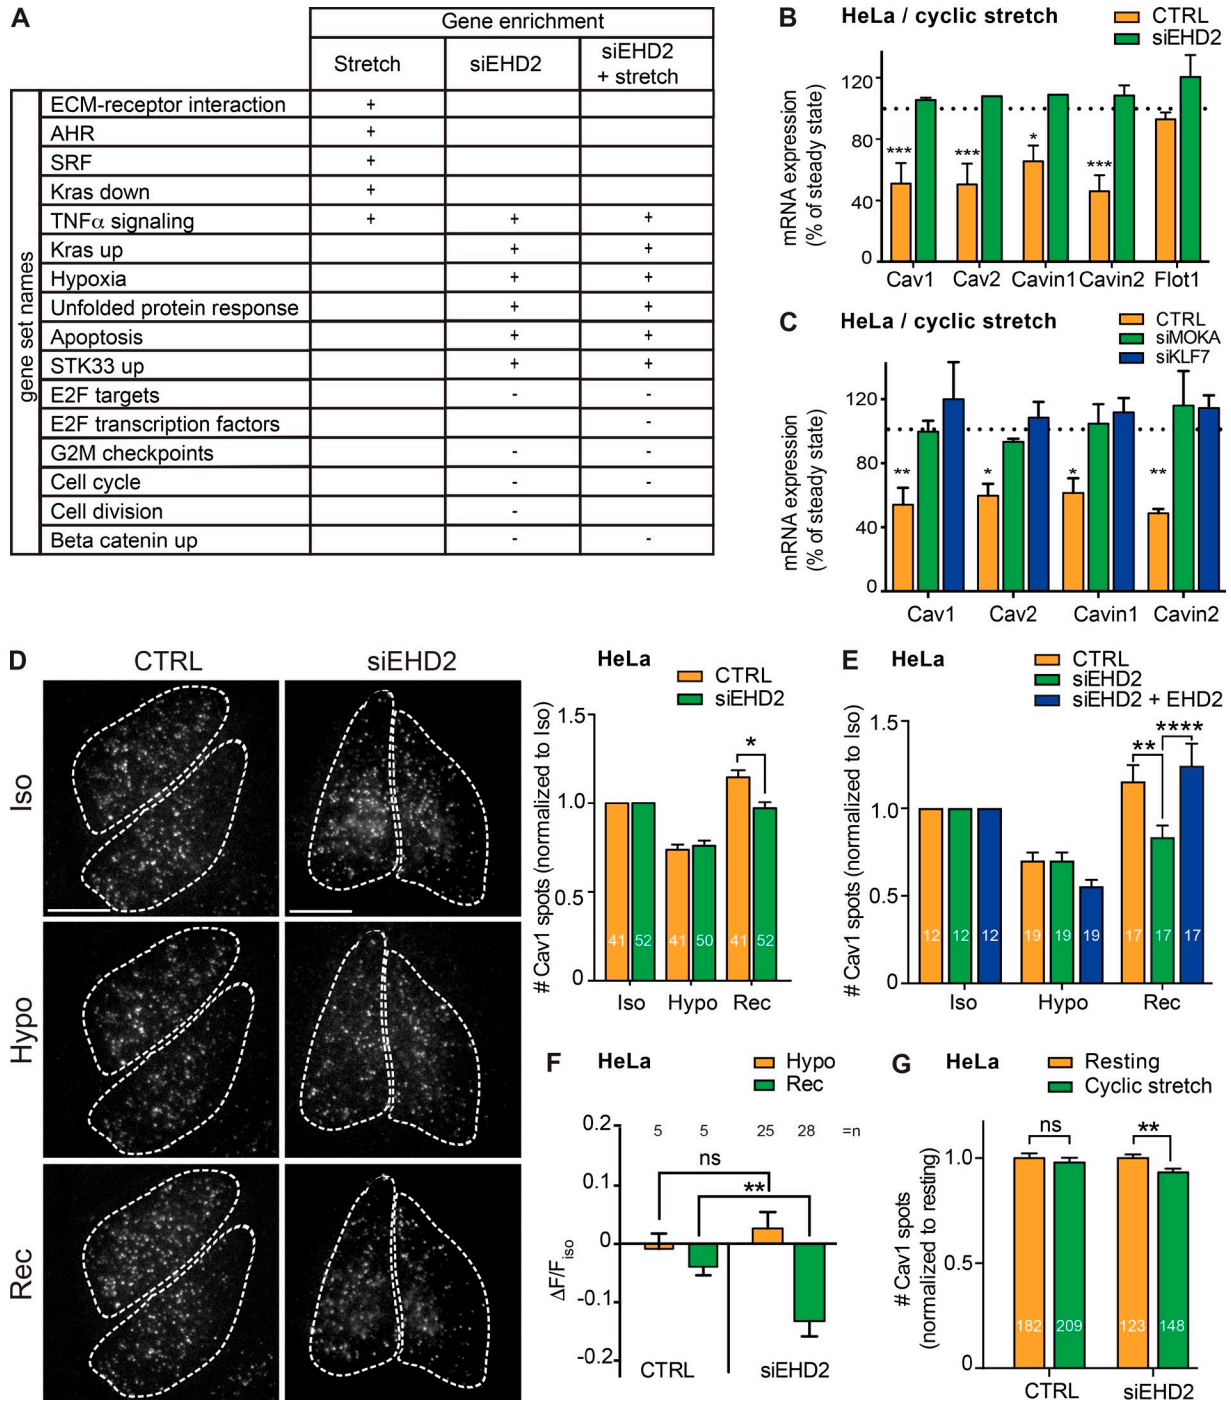 A
Gene enrichment
Stretch
siEHD2
siEHD2
+ stretch
gene set names
ECM-receptor interaction +
AHR +
SRF +
Kras down +
TNFα signaling + + +
Kras up + +
Hypoxia + +
Unfolded protein response + +
Apoptosis + +
STK33 up + +
E2F targets - -
E2F transcription factors -
G2M checkpoints - -
Cell cycle - -
Cell division -
Beta catenin up - -
B HeLa / cyclic stretch
CTRL
siEHD2
mRNA expression
(% of steady state)
120
80
40
0
*** *** * ***
Cav1 Cav2 Cavin1 Cavin2 Flot1
C HeLa / cyclic stretch
CTRL
siMOKA
siKLF7
mRNA expression
(% of steady state)
120
80
40
0
** * * **
Cav1 Cav2 Cavin1 Cavin2
D CTRL siEHD2
Iso
Hypo
Rec
HeLa
CTRL
siEHD2
# Cav1 spots (normalized to Iso)
1.5
1.0
0.5
0
*
41 52 41 50 41 52
Iso Hypo Rec
E HeLa
CTRL
siEHD2
siEHD2 + EHD2
# Cav1 spots (normalized to Iso)
1.5
1.0
0.5
0
** ****
12 12 12 19 19 19 17 17 17
Iso Hypo Rec
F HeLa
Hypo
Rec
ΔF/Fiso
0.2
0.1
0
-0.1
-0.2
5 5 25 28 =n
ns
**
CTRL siEHD2
G HeLa
Resting
Cyclic stretch
# Cav1 spots
(normalized to resting)
1.0
0.5
0
ns **
182 209 123 148
CTRL siEHD2